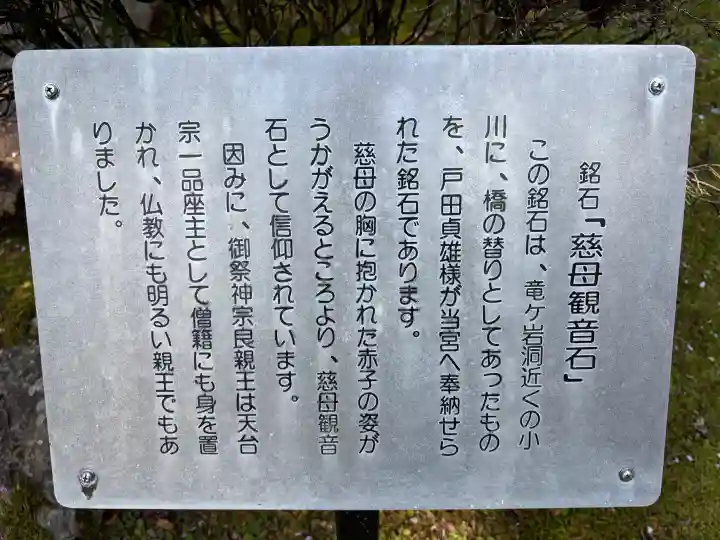 銘石「慈母観音石」
この銘石は、竜ケ岩洞近くの小
川に、橋の替りとしてあったもの
を、戸田貞雄様が当宮へ奉納せら
れた銘石であります。
慈母の胸に抱かれた赤子の姿が
うかがえるところより、慈母観音
石として信仰されています。
因みに、御祭神宗良親王は天台
宗一品座主として僧籍にも身を置
かれ、仏教にも明るい親王でもあ
りました。